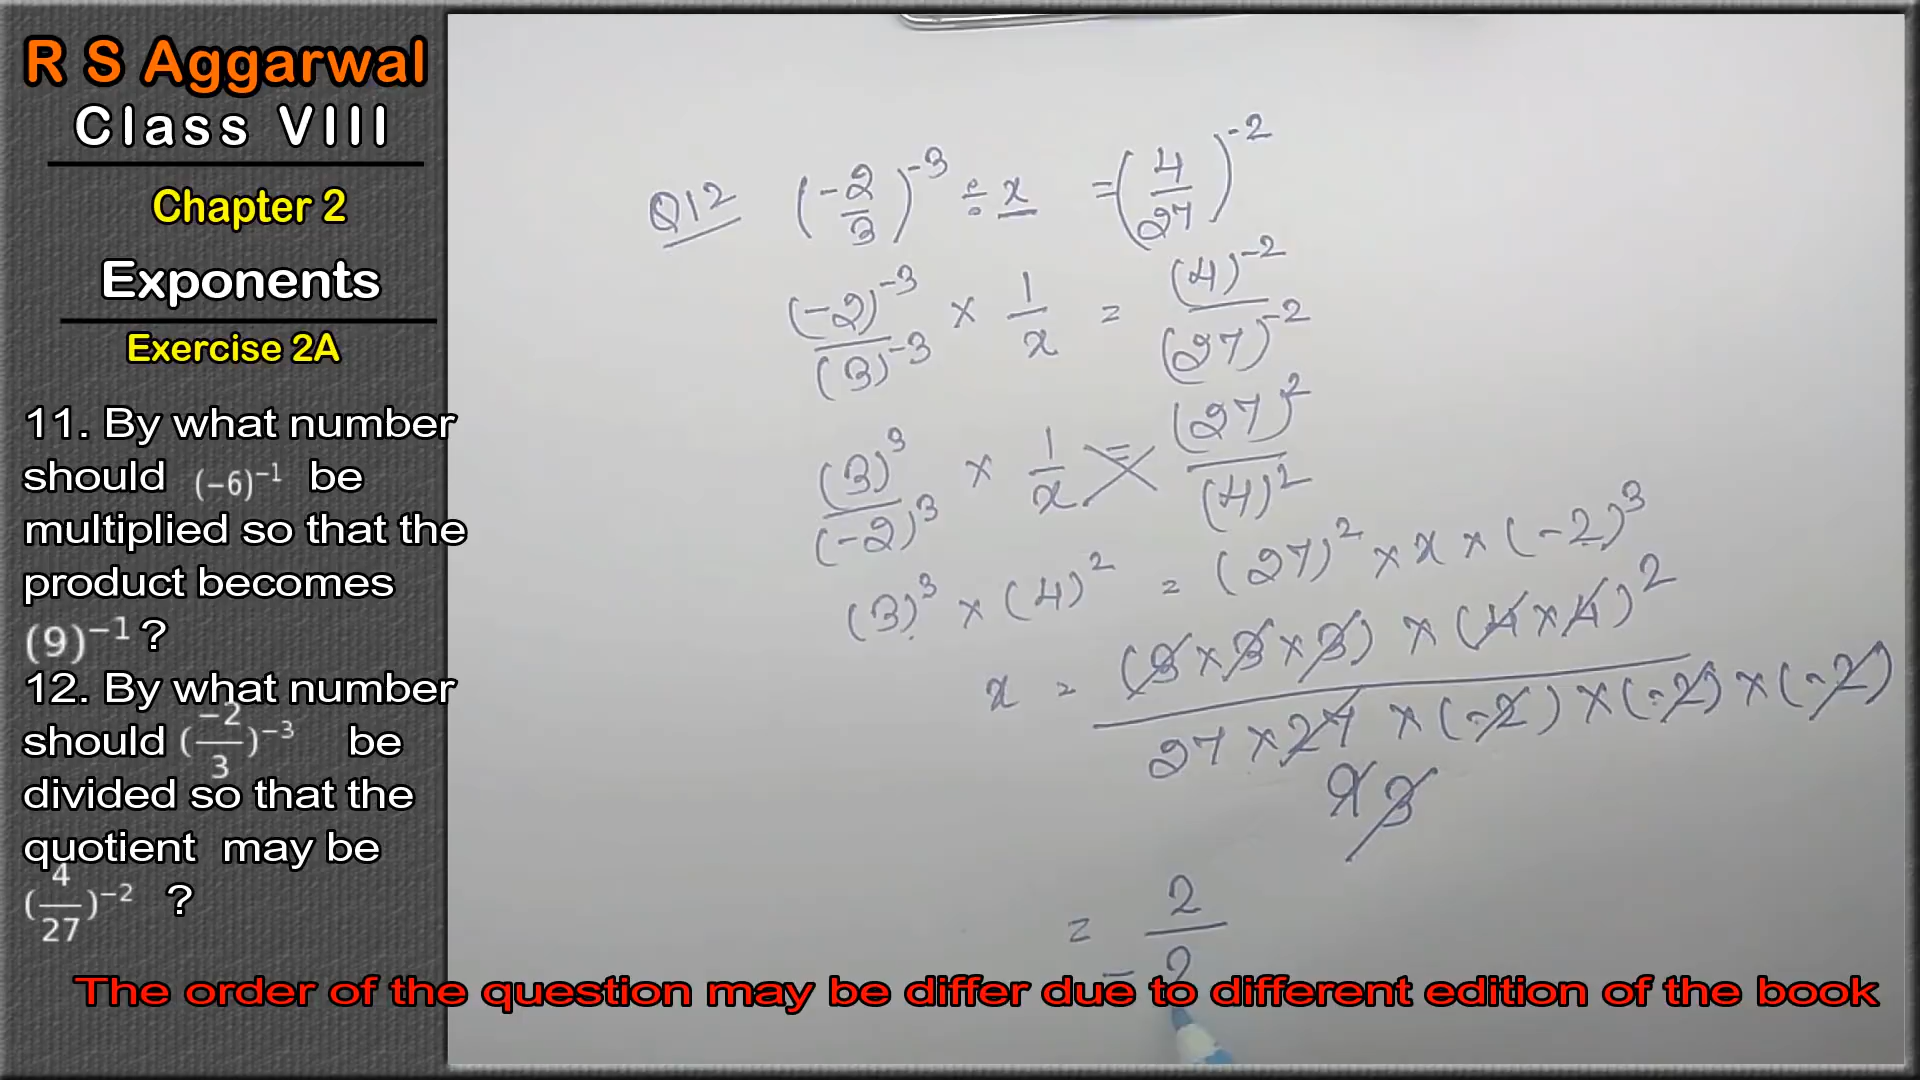 R S Aggarwal
Class VIII
Chapter 2
Exponents
Exercise 2A
11. By what number
should (-6)⁻¹ be
multiplied so that the
product becomes
(9)⁻¹ ?
12. By what number
should (-2/3)⁻³ be
divided so that the
quotient may be
(4/27)⁻² ?
Q12 (-2/3)⁻³ ÷ x = (4/27)⁻²
(-2)⁻³/(3)⁻³ × 1/x = (4)⁻²/(27)⁻²
(3)³/(-2)³ × 1/x = (27)²/(4)²
(3)³ × (4)² = (27)² × x × (-2)³
x = (3×3×3) × (4×4)²/27×27×(-2)×(-2)×(-2)
9 3
= 2/-2
The order of the question may be differ due to different edition of the book